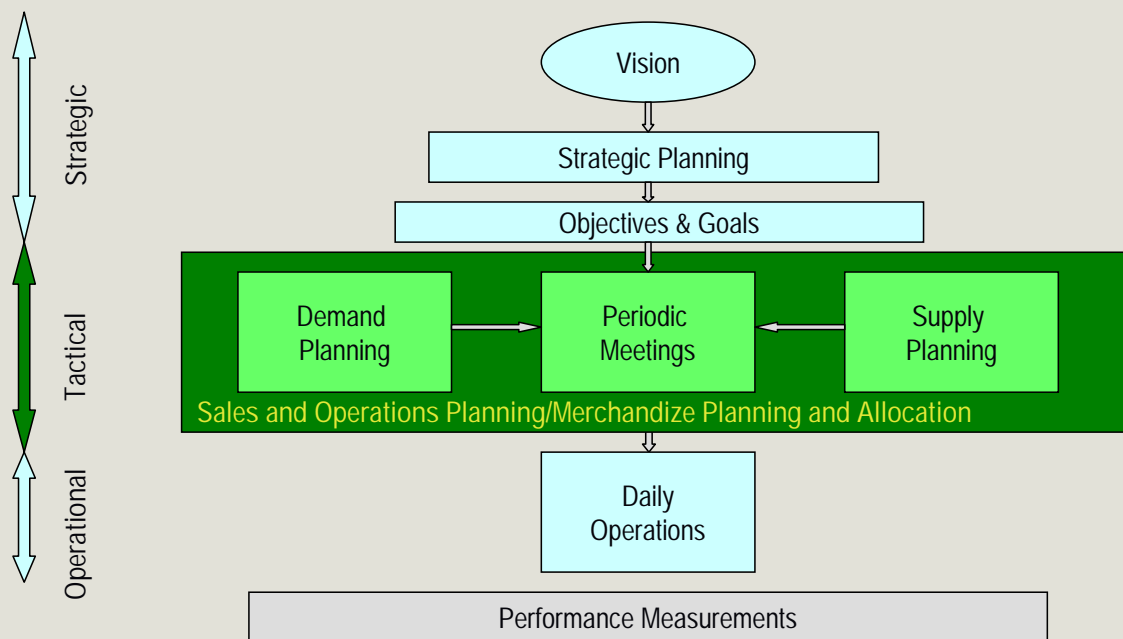 Strategic
Vision
Strategic Planning
Objectives & Goals
Tactical
Demand
Planning
Periodic
Meetings
Supply
Planning
Sales and Operations Planning/Merchandize Planning and Allocation
Operational
Daily
Operations
Performance Measurements